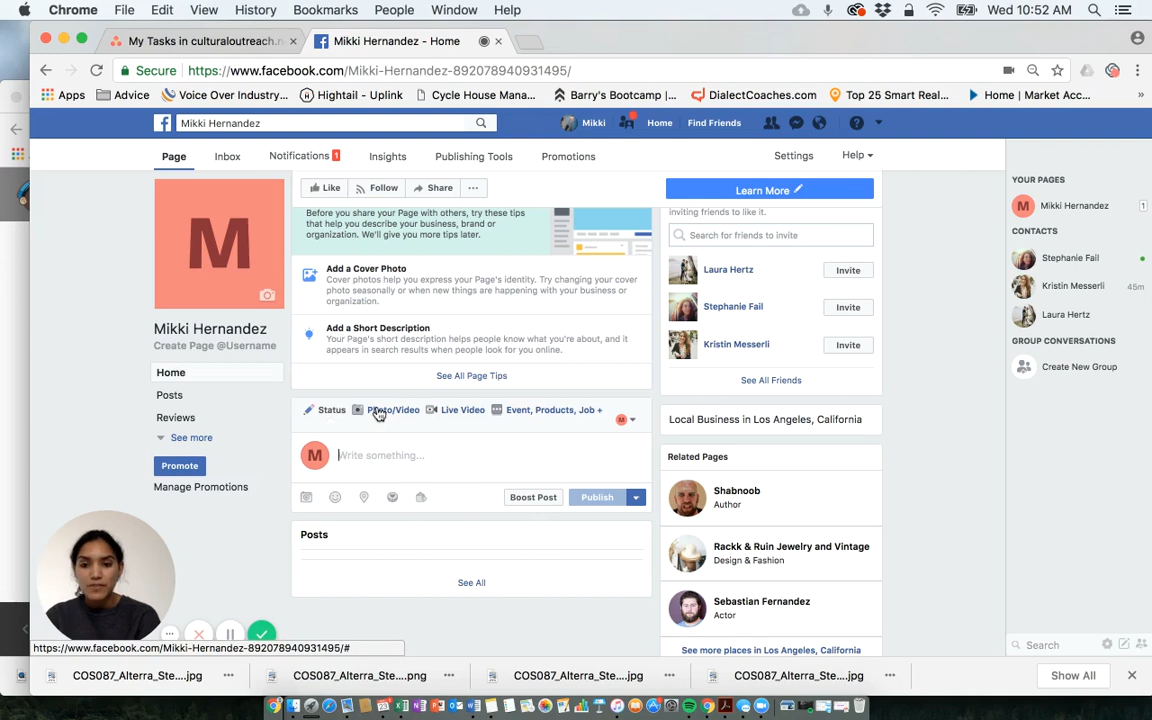 Chrome File Edit View History Bookmarks People Window Help Wed 10:52 AM
My Tasks in culturaloutreach.n
Mikki Hernandez - Home
Secure https://www.facebook.com/Mikki-Hernandez-892078940931495/
Apps Advice Voice Over Industry... Hightail - Uplink Cycle House Mana... Barry's Bootcamp |... DialectCoaches.com Top 25 Smart Real... Home | Market Acc... »
Mikki Hernandez
Mikki Home Find Friends
Page Inbox Notifications 1 Insights Publishing Tools Promotions Settings Help
Like Follow Share ...
Learn More
M
Mikki Hernandez
Create Page @Username
Home
Posts
Reviews
See more
Promote
Manage Promotions
Before you share your Page with others, try these tips
that help you describe your business, brand or
organization. We'll give you more tips later.
Add a Cover Photo
Cover photos help you express your Page's identity. Try changing your cover
photo seasonally or when new things are happening with your business or
organization.
Add a Short Description
Your Page's short description helps people know what you're about, and it
appears in search results when people look for you online.
See All Page Tips
Status Photo/Video Live Video Event, Products, Job +
M
M
Write something...
Boost Post Publish
Posts
See All
inviting friends to like it.
Search for friends to invite
Laura Hertz Invite
Stephanie Fail Invite
Kristin Messerli Invite
See All Friends
Local Business in Los Angeles, California
Related Pages
Shabnoob
Author
Rackk & Ruin Jewelry and Vintage
Design & Fashion
Sebastian Fernandez
Actor
See more places in Los Angeles, California
YOUR PAGES
M Mikki Hernandez 1
CONTACTS
Stephanie Fail
Kristin Messerli 45m
Laura Hertz
GROUP CONVERSATIONS
Create New Group
Search
https://www.facebook.com/Mikki-Hernandez-892078940931495/#
COS087_Alterra_Ste....jpg
COS087_Alterra_Ste....png
COS087_Alterra_Ste....jpg
COS087_Alterra_Ste....jpg
Show All